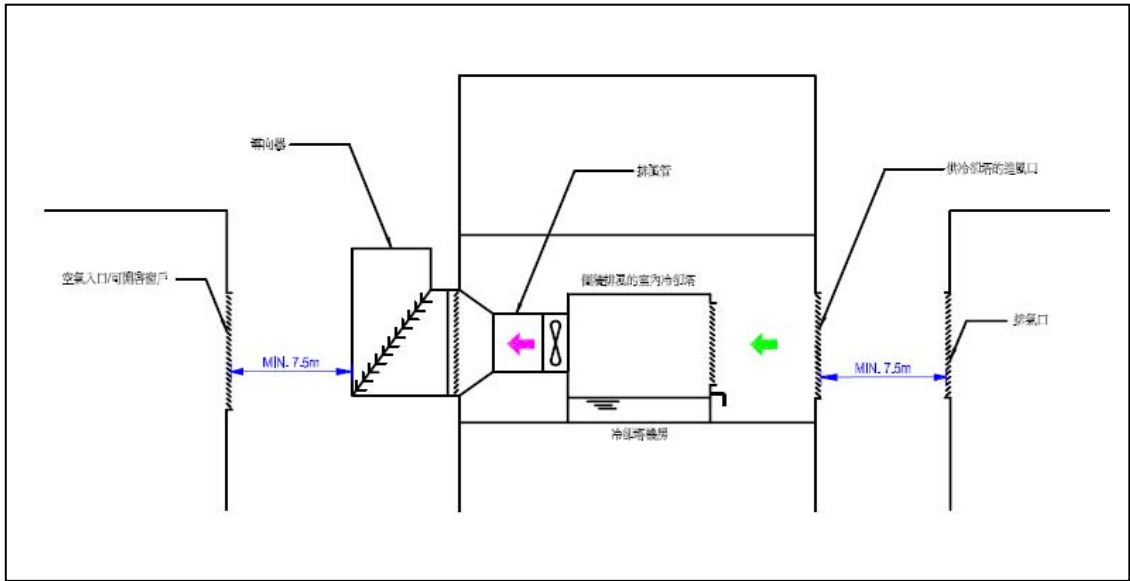 導向器
排風管
供冷卻塔的進風口
空氣入口/可開啓窗戶
側牆排風的室內冷卻塔
排氣口
MIN. 7.5m
MIN. 7.5m
冷卻塔機房